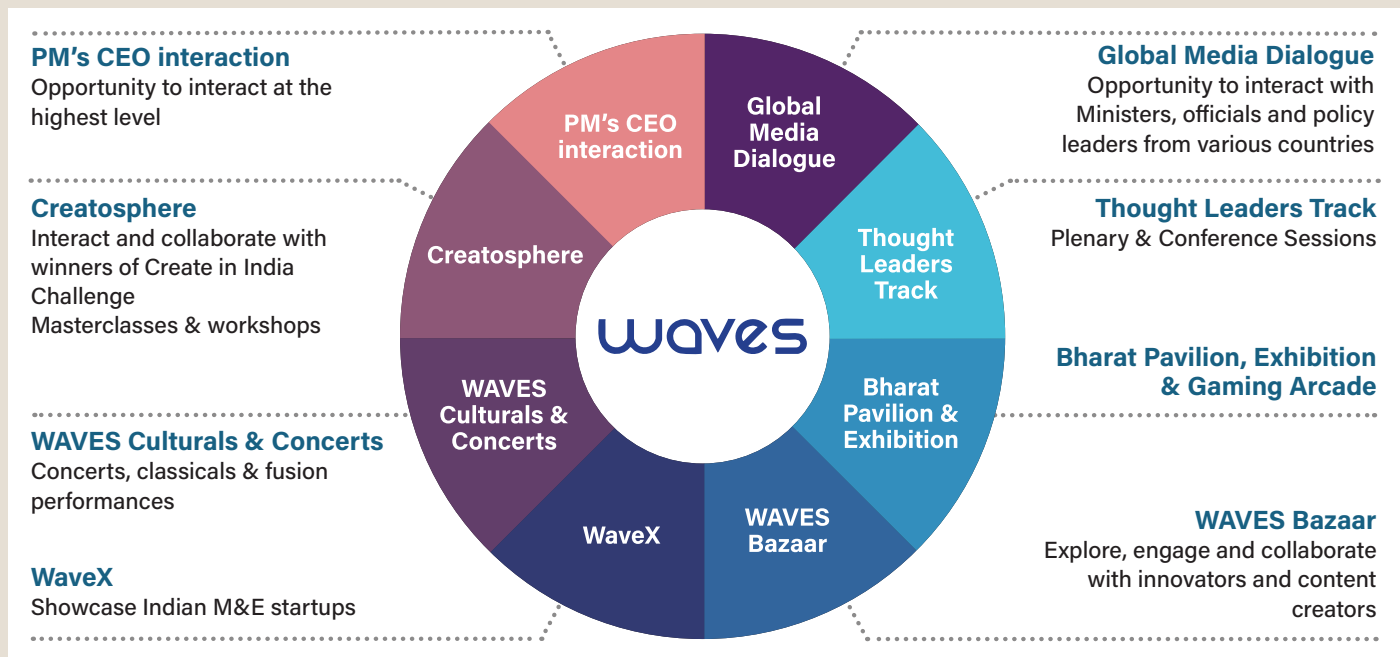 PM's CEO interaction
Opportunity to interact at the
highest level
Creatosphere
Interact and collaborate with
winners of Create in India
Challenge
Masterclasses & workshops
WAVES Culturals & Concerts
Concerts, classicals & fusion
performances
WaveX
Showcase Indian M&E startups
PM's CEO
interaction
Global
Media
Dialogue
Creatosphere
Thought
Leaders
Track
waves
WAVES
Culturals &
Concerts
Bharat
Pavilion &
Exhibition
WaveX
WAVES
Bazaar
Global Media Dialogue
Opportunity to interact with
Ministers, officials and policy
leaders from various countries
Thought Leaders Track
Plenary & Conference Sessions
Bharat Pavilion, Exhibition
& Gaming Arcade
WAVES Bazaar
Explore, engage and collaborate
with innovators and content
creators